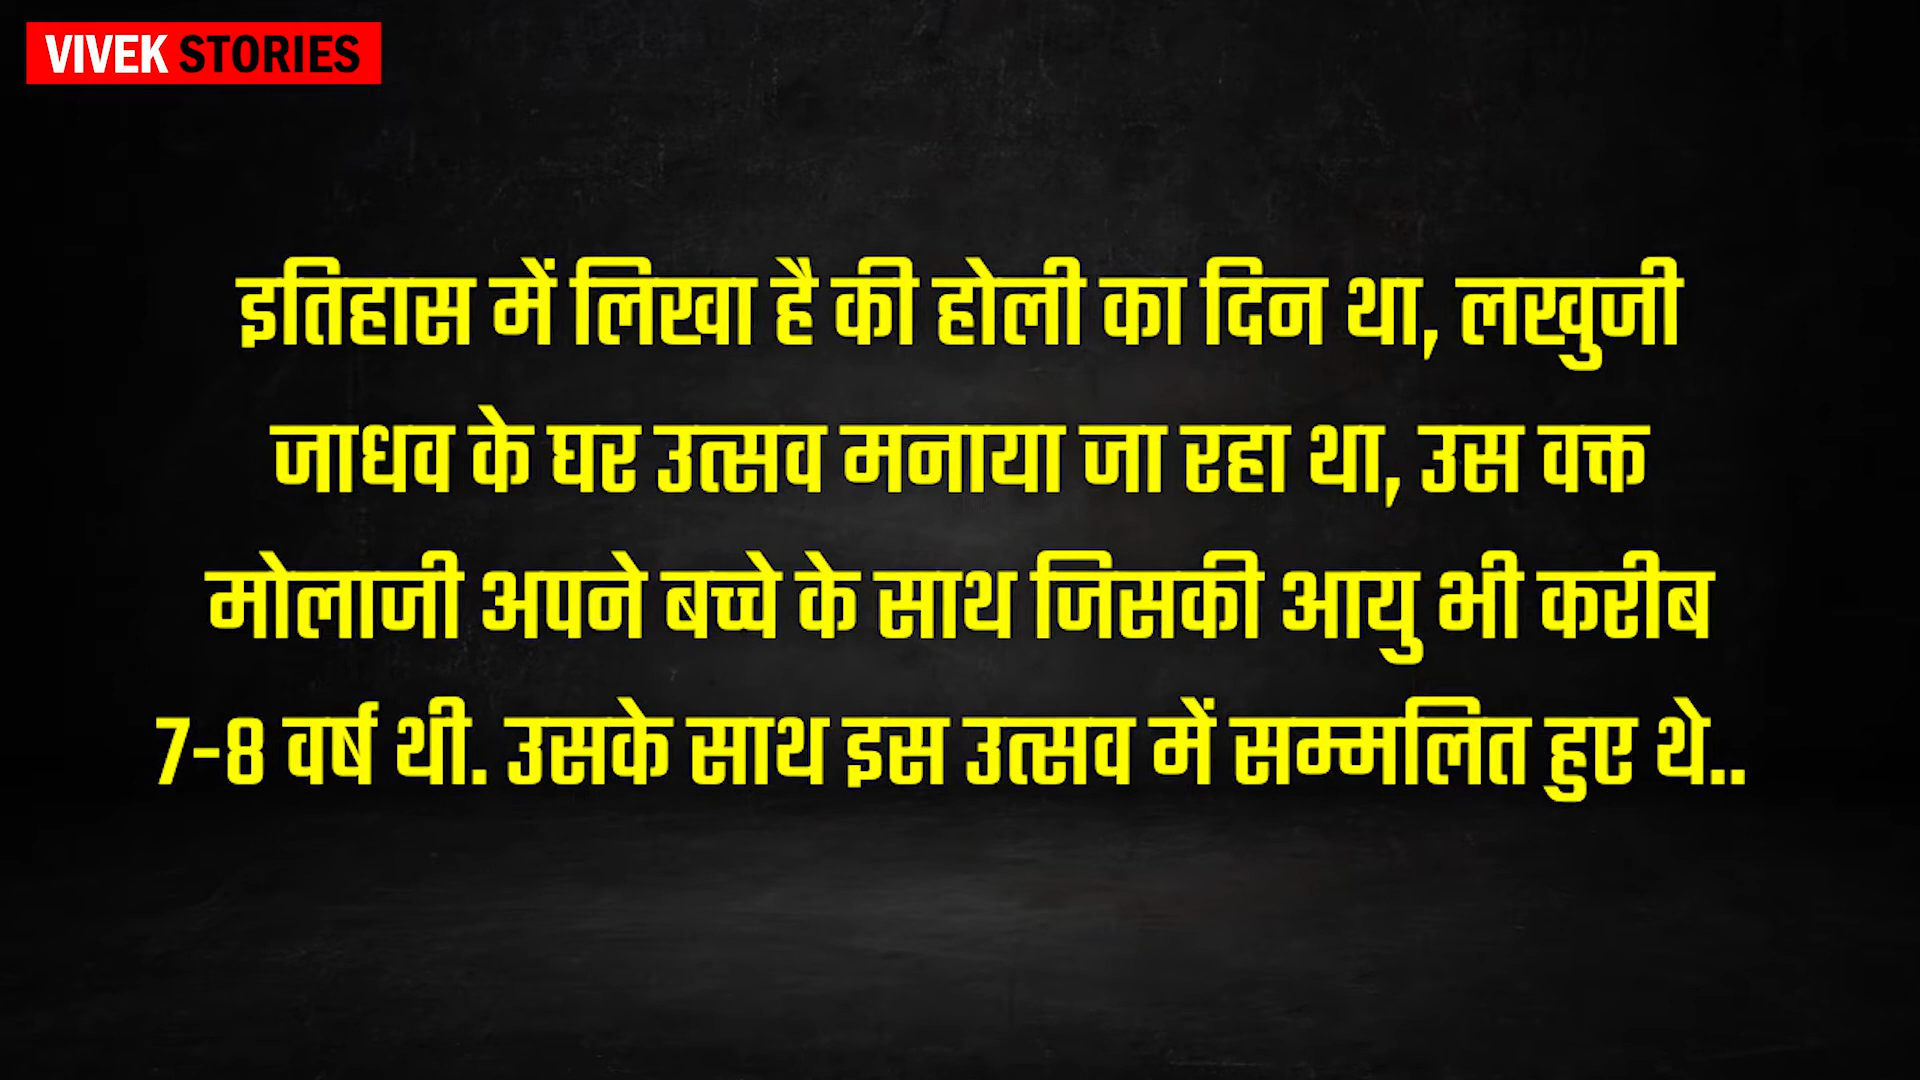 VIVEK STORIES
इतिहास में लिखा है की होली का दिन था, लखुजी
जाधव के घर उत्सव मनाया जा रहा था, उस वक्त
मोलाजी अपने बच्चे के साथ जिसकी आयु भी करीब
7-8 वर्ष थी. उसके साथ इस उत्सव में सम्मलित हुए थे..